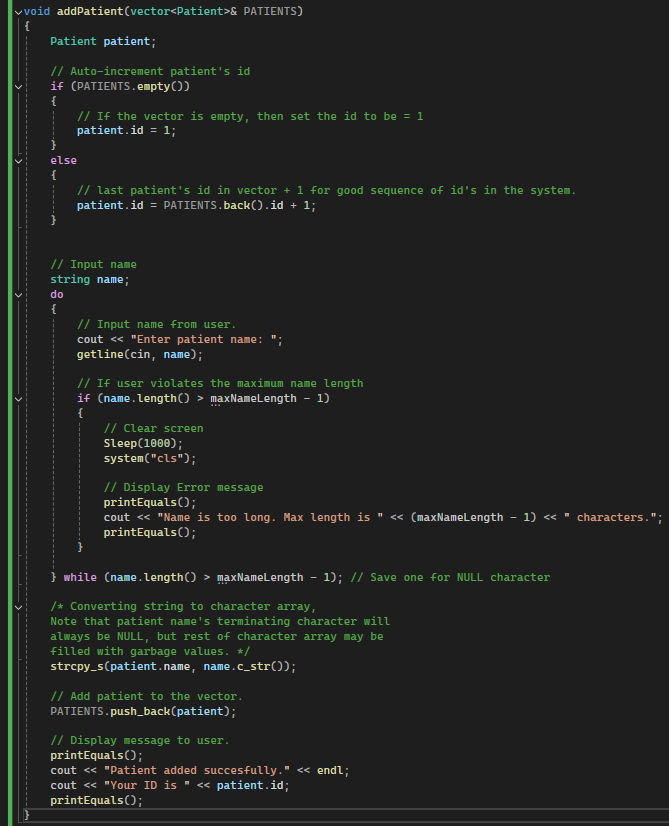 void addPatient(vector<Patient>& PATIENTS)
{
    Patient patient;

    // Auto-increment patient's id
    if (PATIENTS.empty())
    {
        // If the vector is empty, then set the id to be = 1
        patient.id = 1;
    }
    else
    {
        // last patient's id in vector + 1 for good sequence of id's in the system.
        patient.id = PATIENTS.back().id + 1;
    }


    // Input name
    string name;
    do
    {
        // Input name from user.
        cout << "Enter patient name: ";
        getline(cin, name);

        // If user violates the maximum name length
        if (name.length() > maxNameLength - 1)
        {
            // Clear screen
            Sleep(1000);
            system("cls");

            // Display Error message
            printEquals();
            cout << "Name is too long. Max length is " << (maxNameLength - 1) << " characters.";
            printEquals();
        }

    } while (name.length() > maxNameLength - 1); // Save one for NULL character

    /* Converting string to character array,
    Note that patient name's terminating character will
    always be NULL, but rest of character array may be
    filled with garbage values. */
    strcpy_s(patient.name, name.c_str());

    // Add patient to the vector.
    PATIENTS.push_back(patient);

    // Display message to user.
    printEquals();
    cout << "Patient added succesfully." << endl;
    cout << "Your ID is " << patient.id;
    printEquals();
}